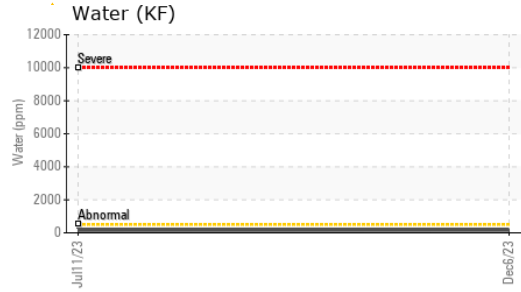 Water (KF)
12000
Severe
10000
8000
6000
Water (ppm)
4000
2000
Abnormal
0
Jul11/23
Dec6/23